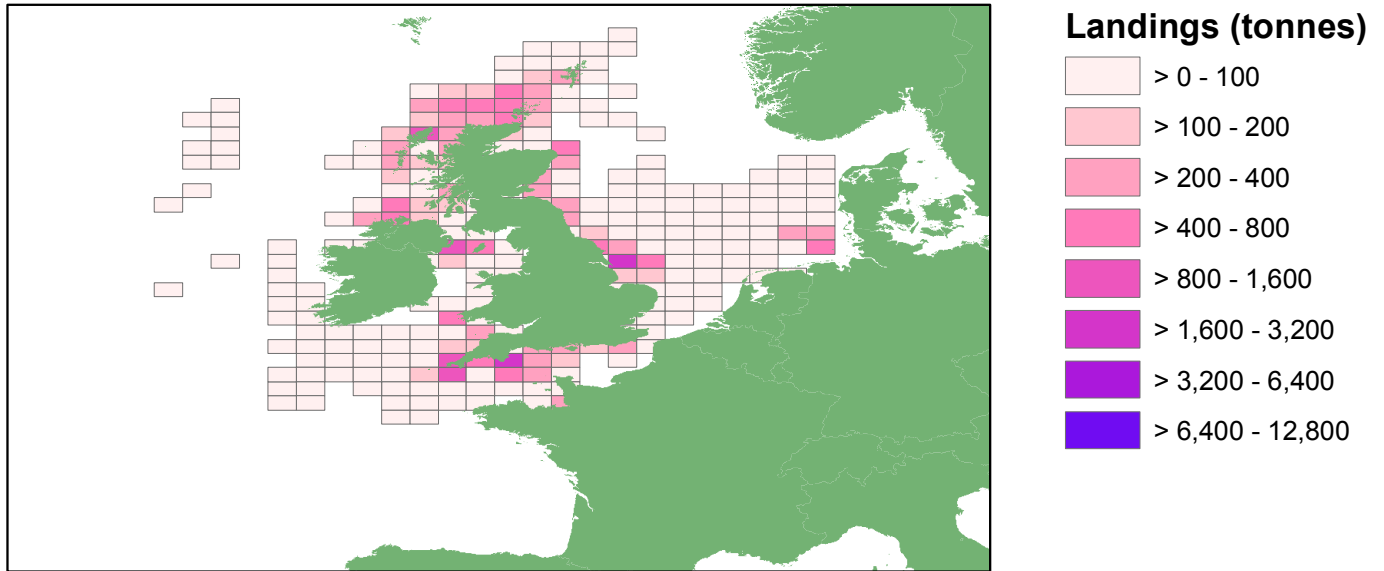 Landings (tonnes)
> 0 - 100
> 100 - 200
> 200 - 400
> 400 - 800
> 800 - 1,600
> 1,600 - 3,200
> 3,200 - 6,400
> 6,400 - 12,800